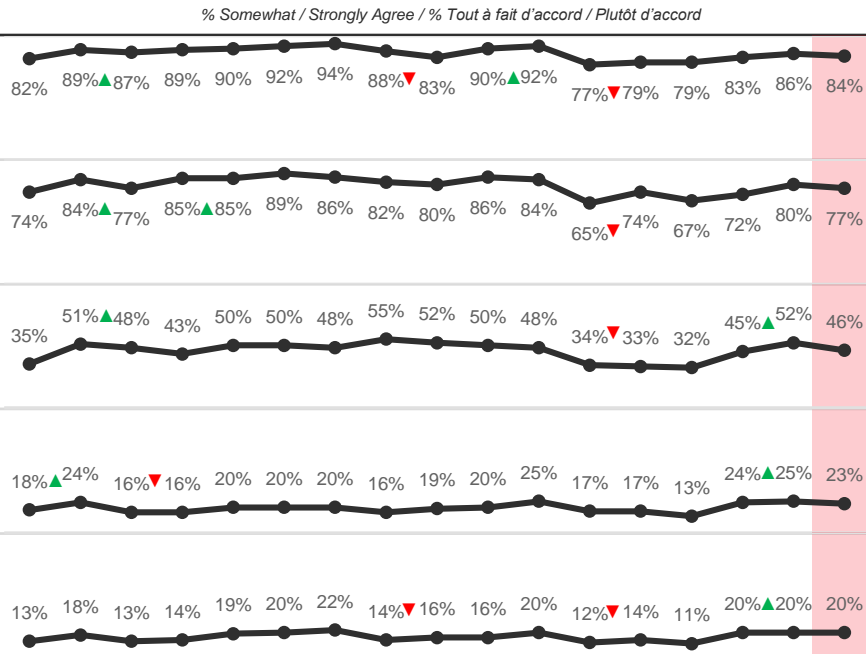 % Somewhat / Strongly Agree / % Tout à fait d'accord / Plutôt d'accord
82% 89%▲87% 89% 90% 92% 94% 88%▼83% 90%▲92% 77%▼79% 79% 83% 86% 84%
74% 84%▲77% 85%▲85% 89% 86% 82% 80% 86% 84% 65%▼74% 67% 72% 80% 77%
35% 51%▲48% 43% 50% 50% 48% 55% 52% 50% 48% 34%▼33% 32% 45%▲52% 46%
18%▲24% 16%▼16% 20% 20% 20% 16% 19% 20% 25% 17% 17% 13% 24%▲25% 23%
13% 18% 13% 14% 19% 20% 22% 14%▼16% 16% 20% 12%▼14% 11% 20%▲20% 20%